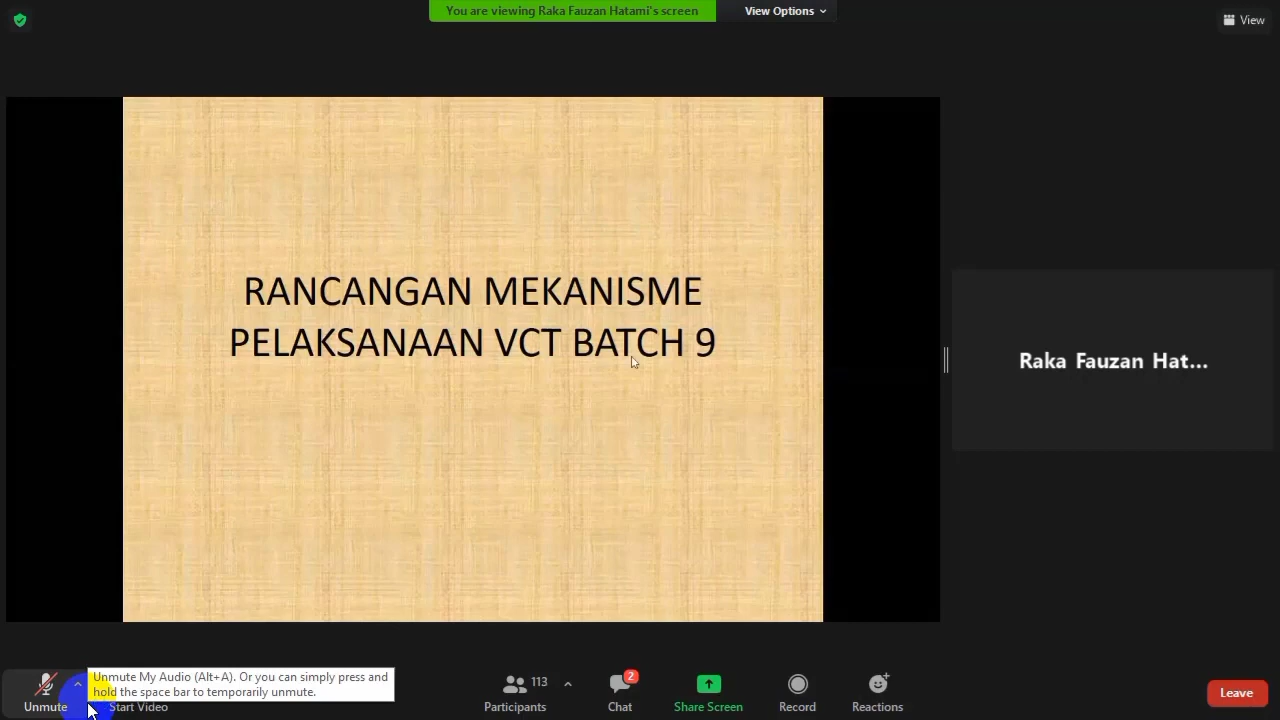 You are viewing Raka Fauzan Hatami's screen
View Options
View
RANCANGAN MEKANISME
PELAKSANAAN VCT BATCH 9
Raka Fauzan Hat...
Unmute My Audio (Alt+A). Or you can simply press and
hold the space bar to temporarily unmute.
Unmute
Start Video
113
Participants
2
Chat
Share Screen
Record
Reactions
Leave